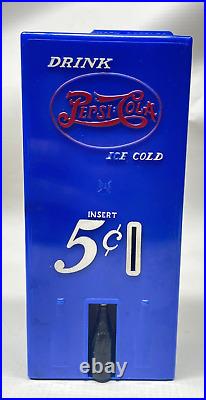 DRINK
PEPSI:COLA
ICE COLD
INSERT
5¢